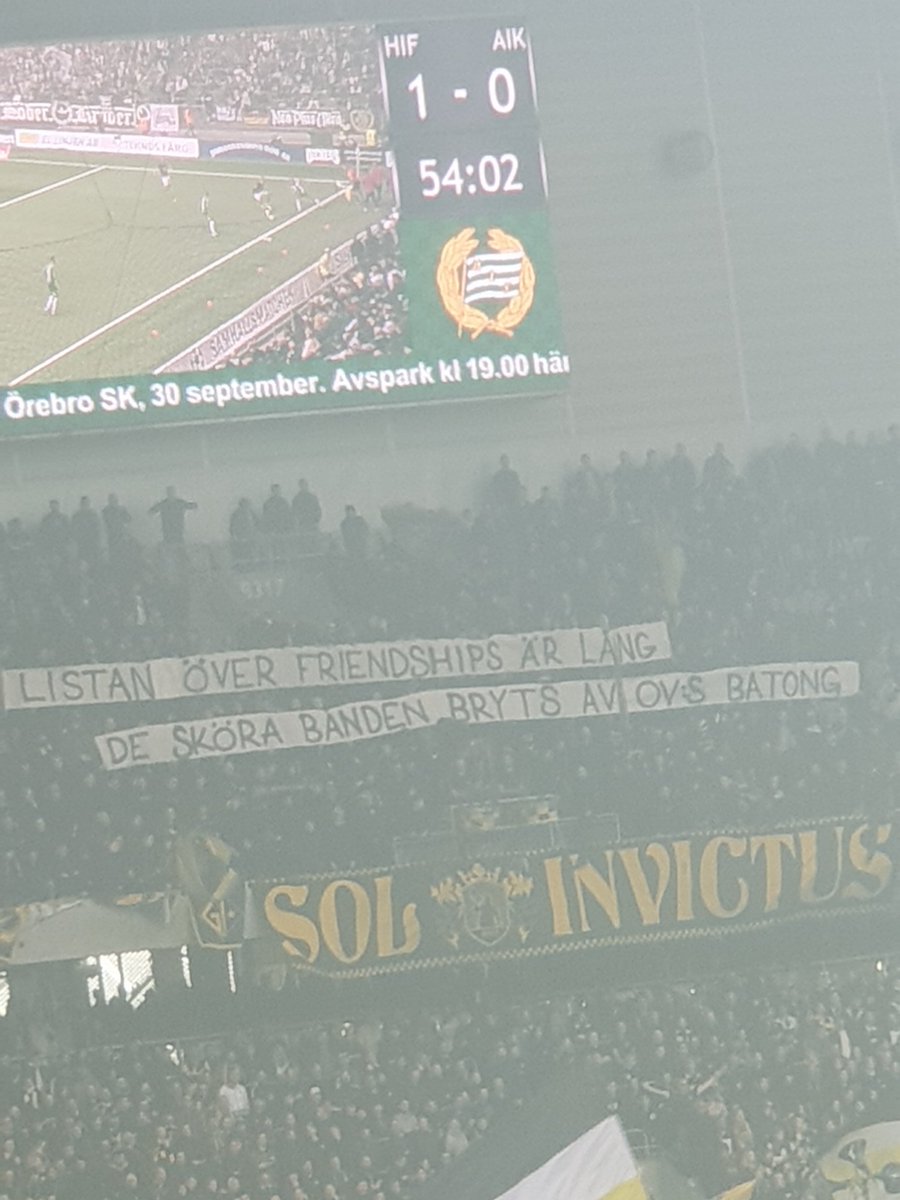 HIF AIK
1 - 0
54:02
Örebro SK, 30 september. Avspark kl 19.00 här
LISTAN ÖVER FRIENDSHIPS ÄR LÅNG
DE SKÖRA BANDEN BRYTS AV OV:S BATONG
SOL INVICTUS